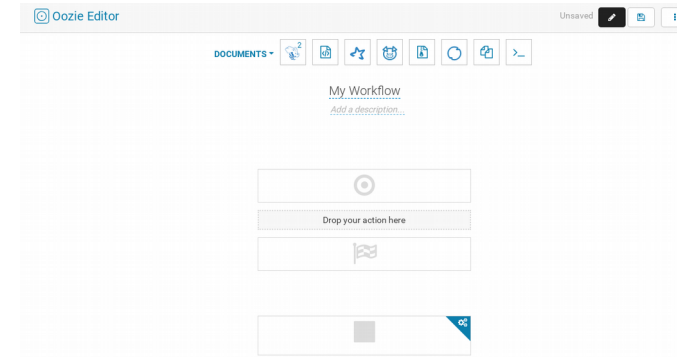 Oozie Editor
Unsaved
DOCUMENTS
2
My Workflow
Add a description...
Drop your action here